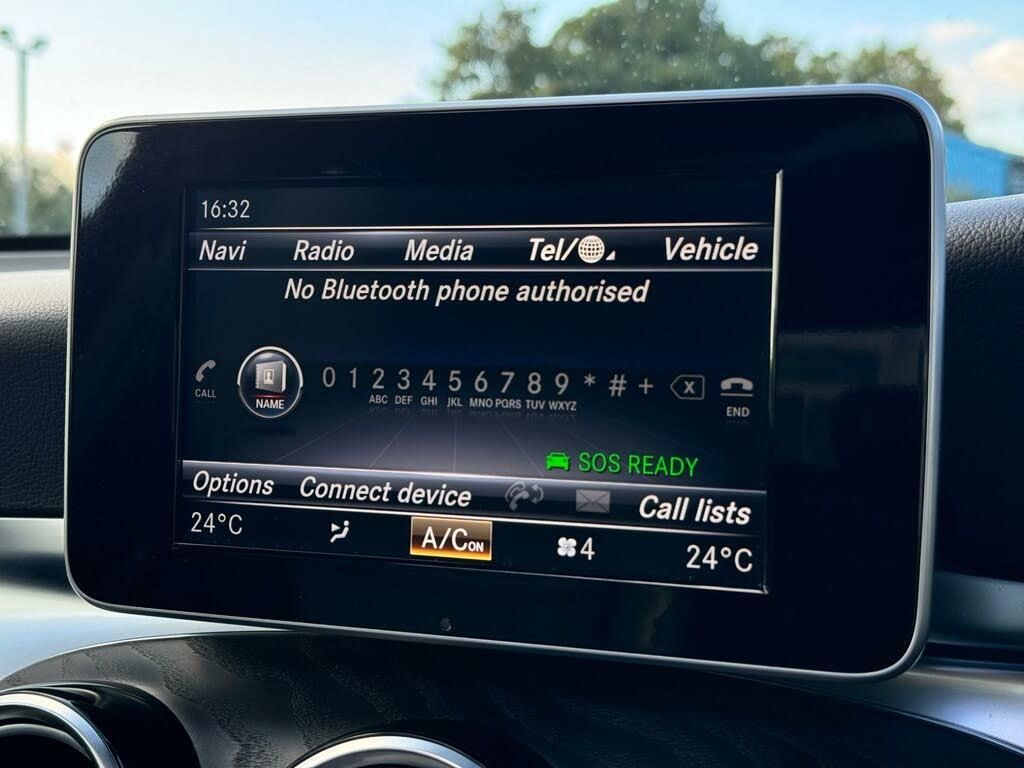 16:32
Navi Radio Media Tel/ Vehicle
No Bluetooth phone authorised
CALL NAME 0 1 2 3 4 5 6 7 8 9 * # + x END
ABC DEF GHI JKL MNO PQRS TUV WXYZ
SOS READY
Options Connect device Call lists
24°C A/C ON 4 24°C